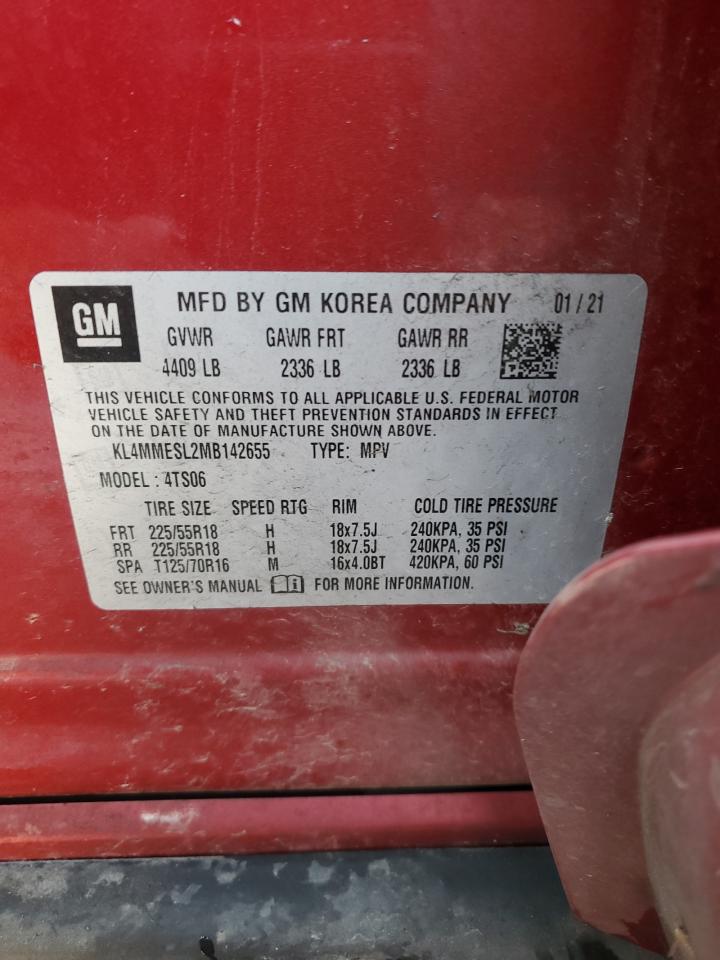 GM MFD BY GM KOREA COMPANY 01/21
GVWR GAWR FRT GAWR RR
4409 LB 2336 LB 2336 LB
THIS VEHICLE CONFORMS TO ALL APPLICABLE U.S. FEDERAL MOTOR
VEHICLE SAFETY AND THEFT PREVENTION STANDARDS IN EFFECT
ON THE DATE OF MANUFACTURE SHOWN ABOVE.
KL4MMESL2MB142655 TYPE: MPV
MODEL: 4TS06
TIRE SIZE SPEED RTG RIM COLD TIRE PRESSURE
FRT 225/55R18 H 18x7.5J 240KPA, 35 PSI
RR 225/55R18 H 18x7.5J 240KPA, 35 PSI
SPA T125/70R16 M 16x4.0BT 420KPA, 60 PSI
SEE OWNER'S MANUAL FOR MORE INFORMATION.